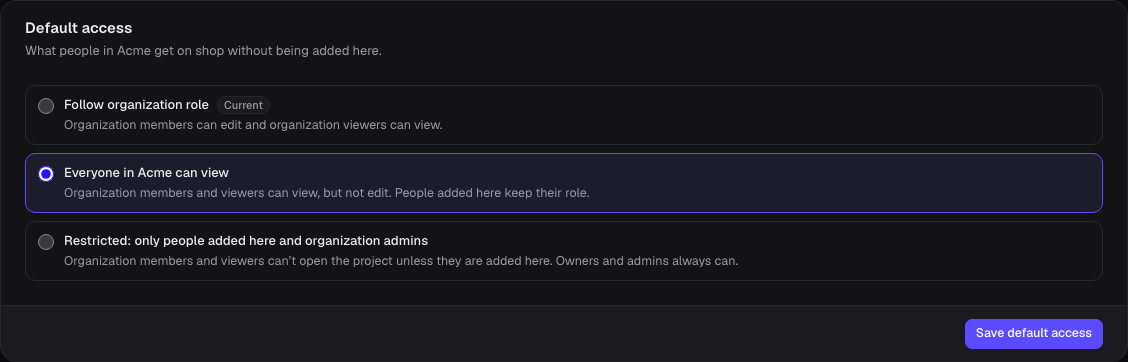 Default access
What people in Acme get on shop without being added here.
Follow organization role Current
Organization members can edit and organization viewers can view.
Everyone in Acme can view
Organization members and viewers can view, but not edit. People added here keep their role.
Restricted: only people added here and organization admins
Organization members and viewers can't open the project unless they are added here. Owners and admins always can.
Save default access